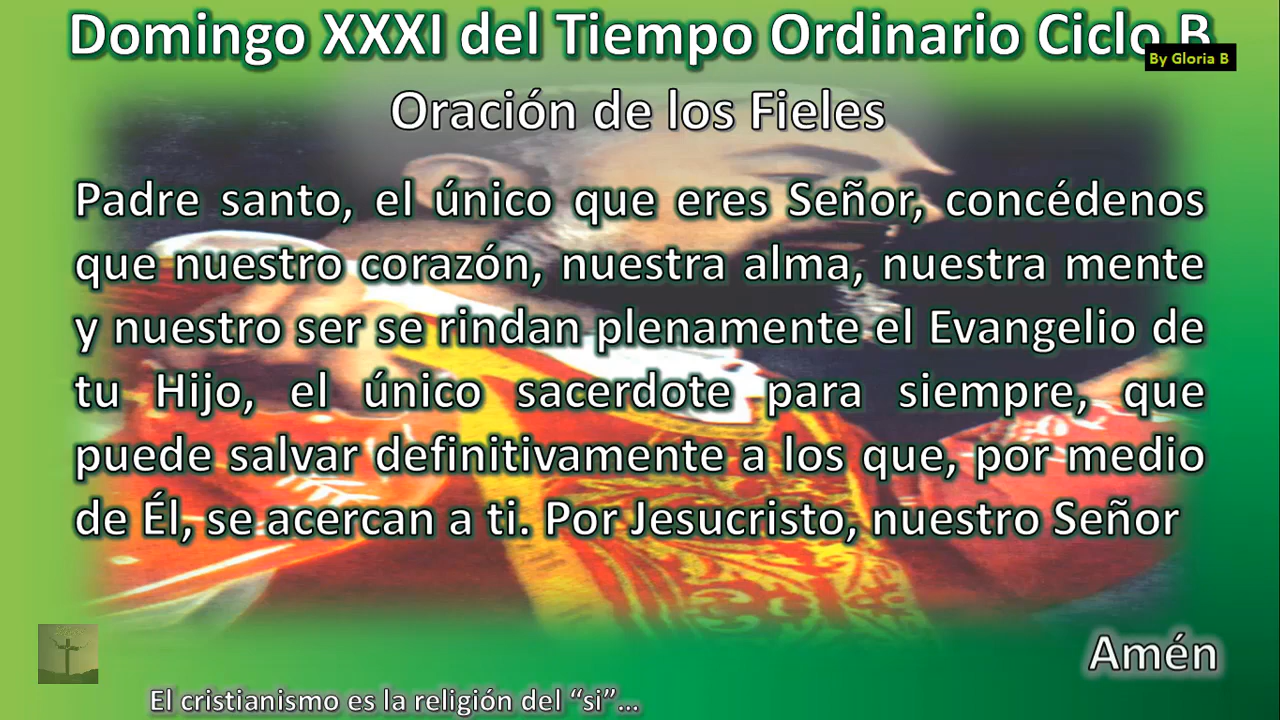 Domingo XXXI del Tiempo Ordinario Ciclo B
By Gloria B
Oración de los Fieles
Padre santo, el único que eres Señor, concédenos
que nuestro corazón, nuestra alma, nuestra mente
y nuestro ser se rindan plenamente el Evangelio de
tu Hijo, el único sacerdote para siempre, que
puede salvar definitivamente a los que, por medio
de Él, se acercan a ti. Por Jesucristo, nuestro Señor
Amén
El cristianismo es la religión del “si”...